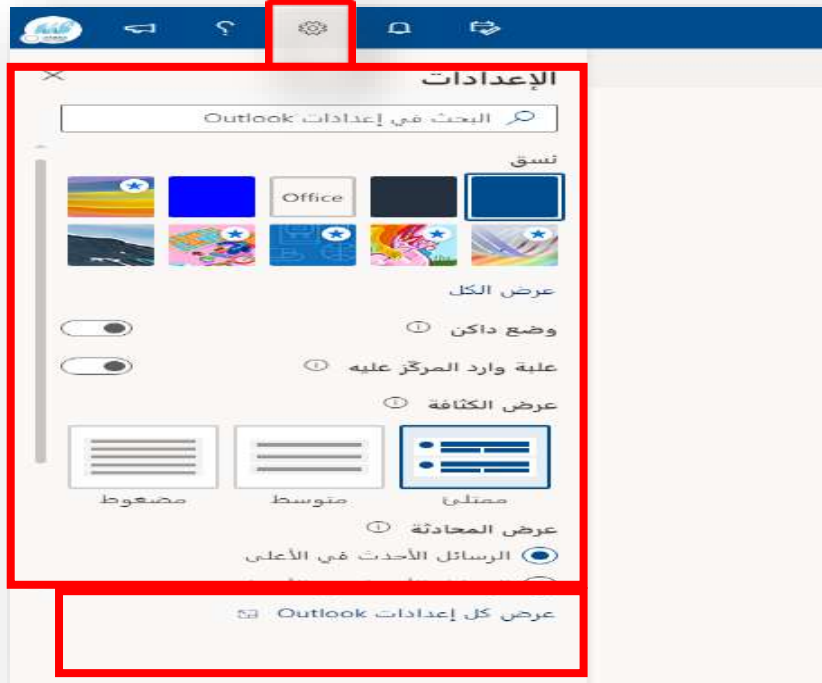 الإعدادات
البحث في إعدادات Outlook
نسق
Office
عرض الكل
وضع داكن
علبة وارد المركّز عليه
عرض الكثافة
ممتلئ متوسط مضغوط
عرض المحادثة
الرسائل الأحدث في الأعلى
عرض كل إعدادات Outlook